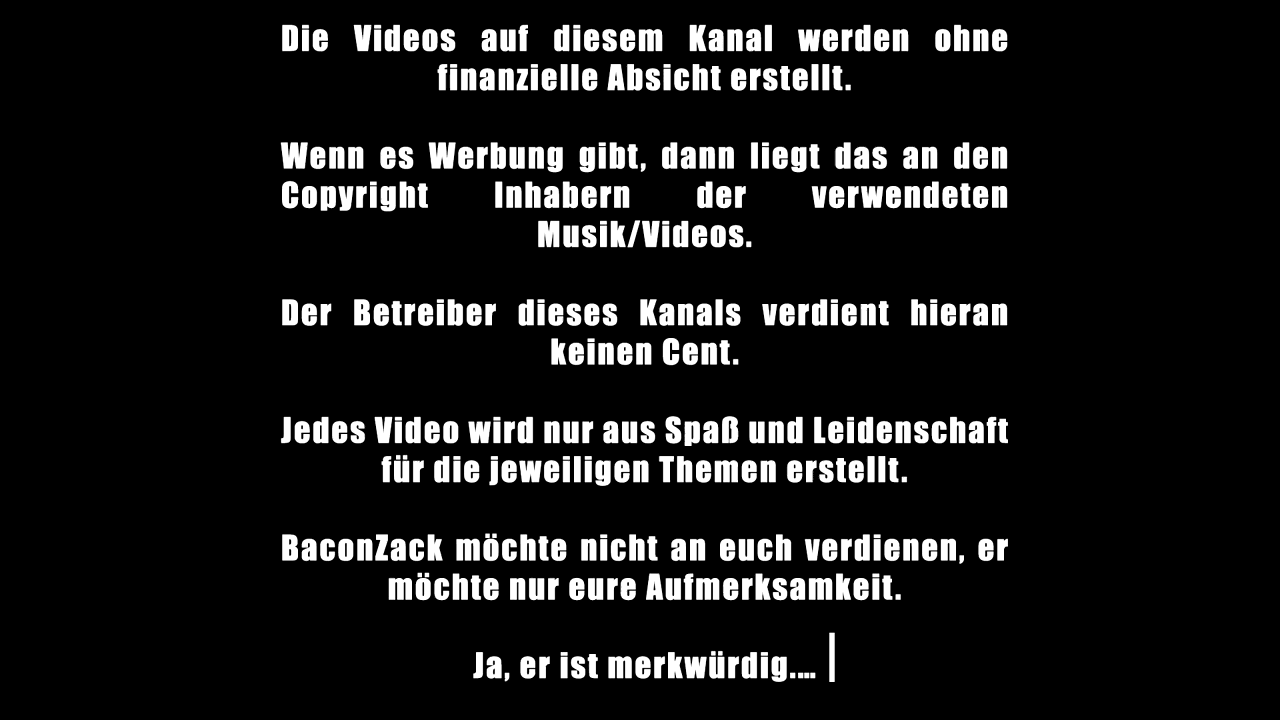 Die Videos auf diesem Kanal werden ohne
finanzielle Absicht erstellt.
Wenn es Werbung gibt, dann liegt das an den
Copyright Inhabern der verwendeten
Musik/Videos.
Der Betreiber dieses Kanals verdient hieran
keinen Cent.
Jedes Video wird nur aus Spaß und Leidenschaft
für die jeweiligen Themen erstellt.
BaconZack möchte nicht an euch verdienen, er
möchte nur eure Aufmerksamkeit.
Ja, er ist merkwürdig....